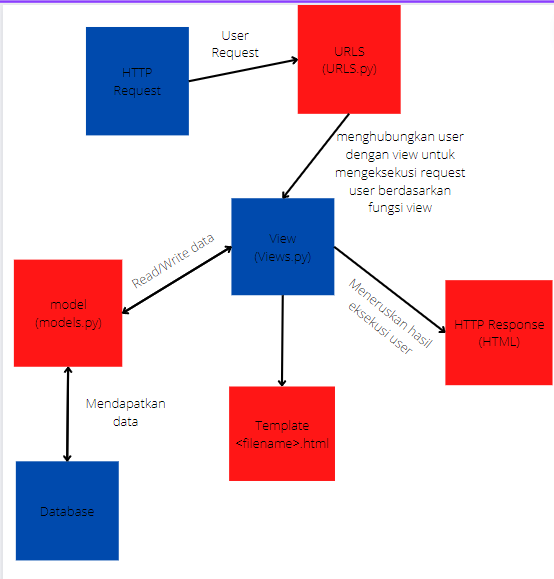 User
Request
HTTP
Request
URLS
(URLS.py)
menghubungkan user
dengan view untuk
mengeksekusi request
user berdasarkan
fungsi view
View
(Views.py)
Read/Write data
model
(models.py)
Meneruskan hasil
eksekusi user
HTTP Response
(HTML)
Mendapatkan
data
Template
<filename>.html
Database